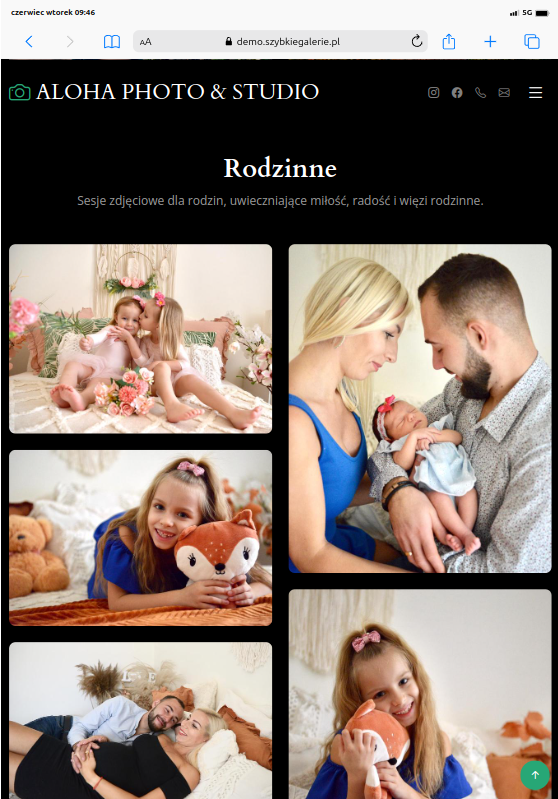 czerwiec wtorek 09:46
5G
AA
demo.szybkiegalerie.pl
ALOHA PHOTO & STUDIO
Rodzinne
Sesje zdjęciowe dla rodzin, uwieczniające miłość, radość i więzi rodzinne.